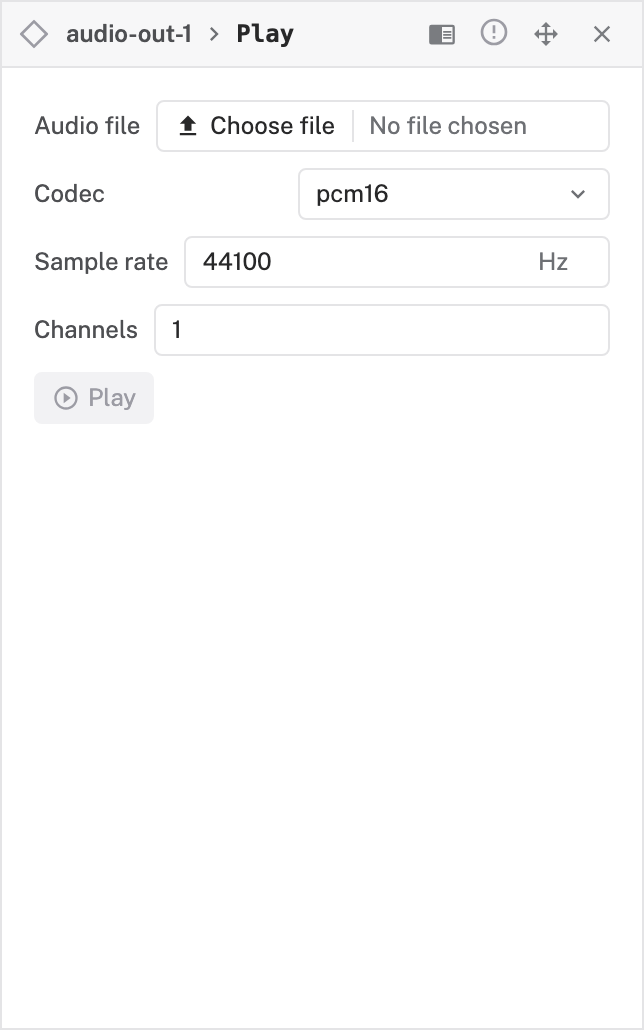 audio-out-1 > Play
Audio file Choose file No file chosen
Codec pcm16
Sample rate 44100 Hz
Channels 1
Play